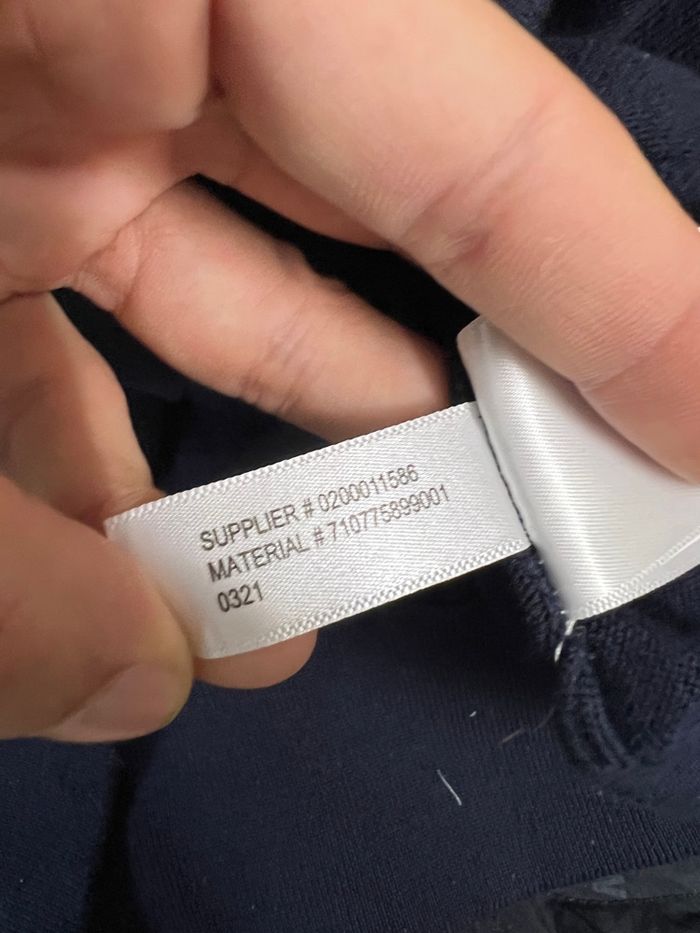 SUPPLIER # 0200011586
MATERIAL # 710775899001
0321